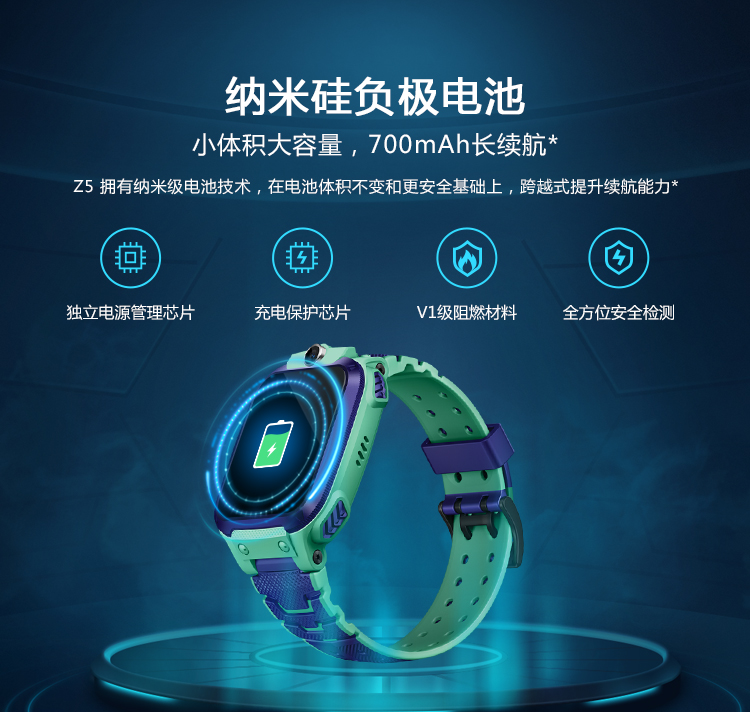 纳米硅负极电池
小体积大容量，700mAh长续航*
Z5 拥有纳米级电池技术，在电池体积不变和更安全基础上，跨越式提升续航能力*
独立电源管理芯片
充电保护芯片
V1级阻燃材料
全方位安全检测